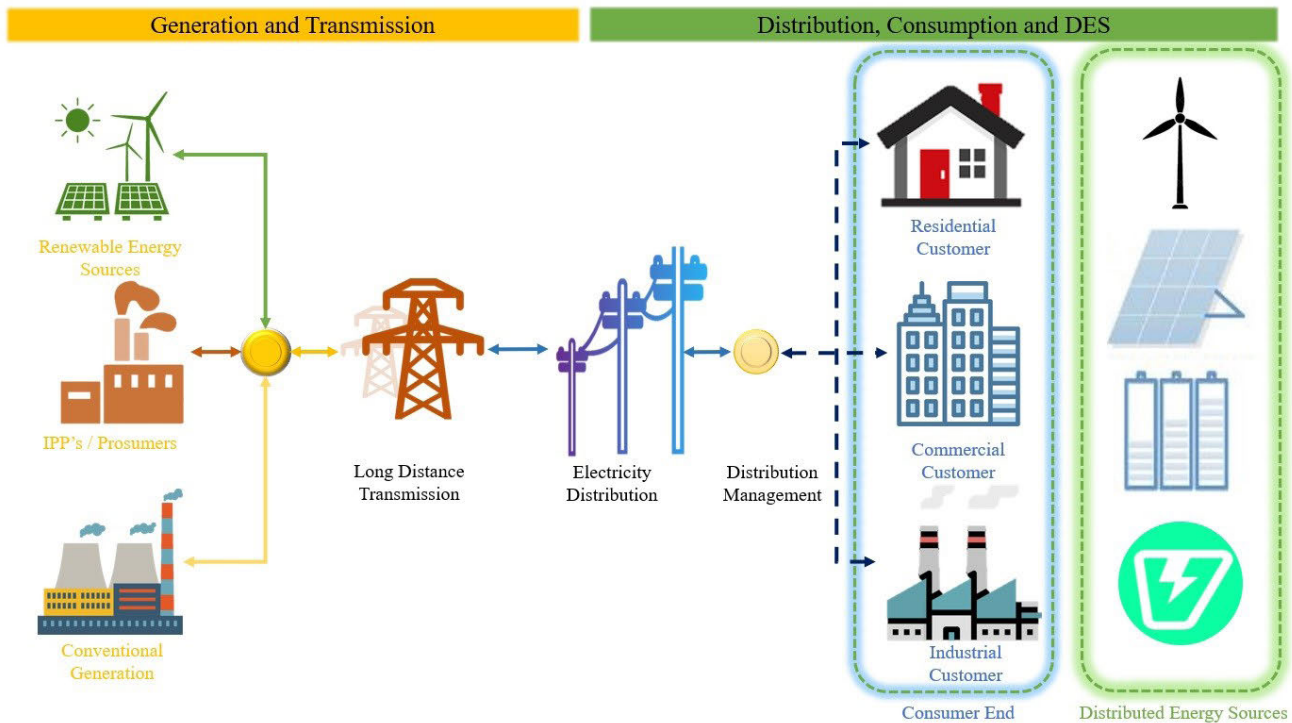 Generation and Transmission
Distribution, Consumption and DES
Renewable Energy
Sources
IPP's / Prosumers
Conventional
Generation
Long Distance
Transmission
Electricity
Distribution
Distribution
Management
Residential
Customer
Commercial
Customer
Industrial
Customer
Consumer End
Distributed Energy Sources